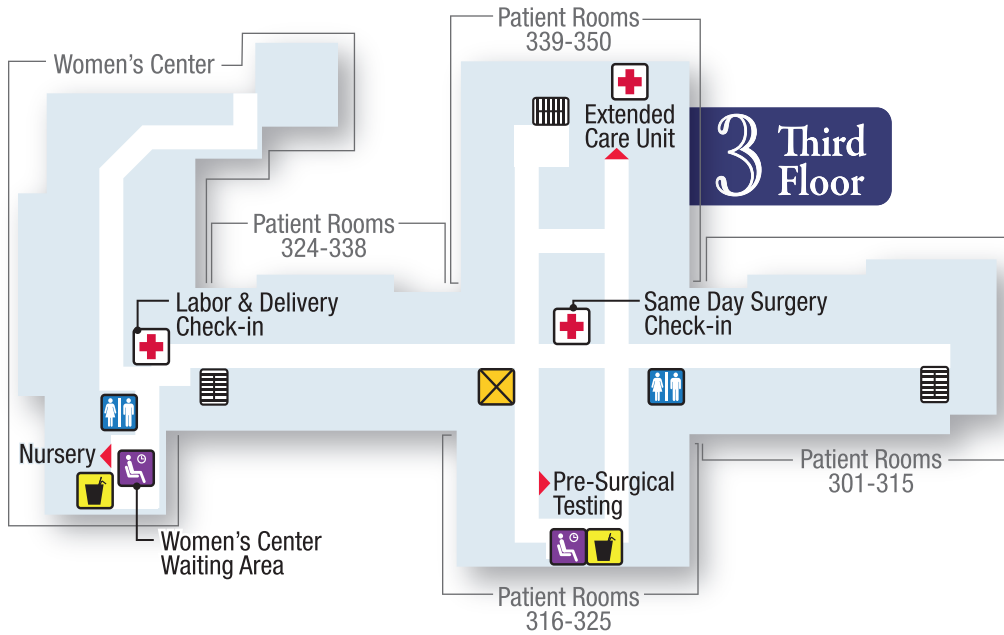 Patient Rooms
339-350
Women's Center
Extended
Care Unit
3 Third
Floor
Patient Rooms
324-338
Labor & Delivery
Check-in
Same Day Surgery
Check-in
Nursery
Pre-Surgical
Testing
Patient Rooms
301-315
Women's Center
Waiting Area
Patient Rooms
316-325